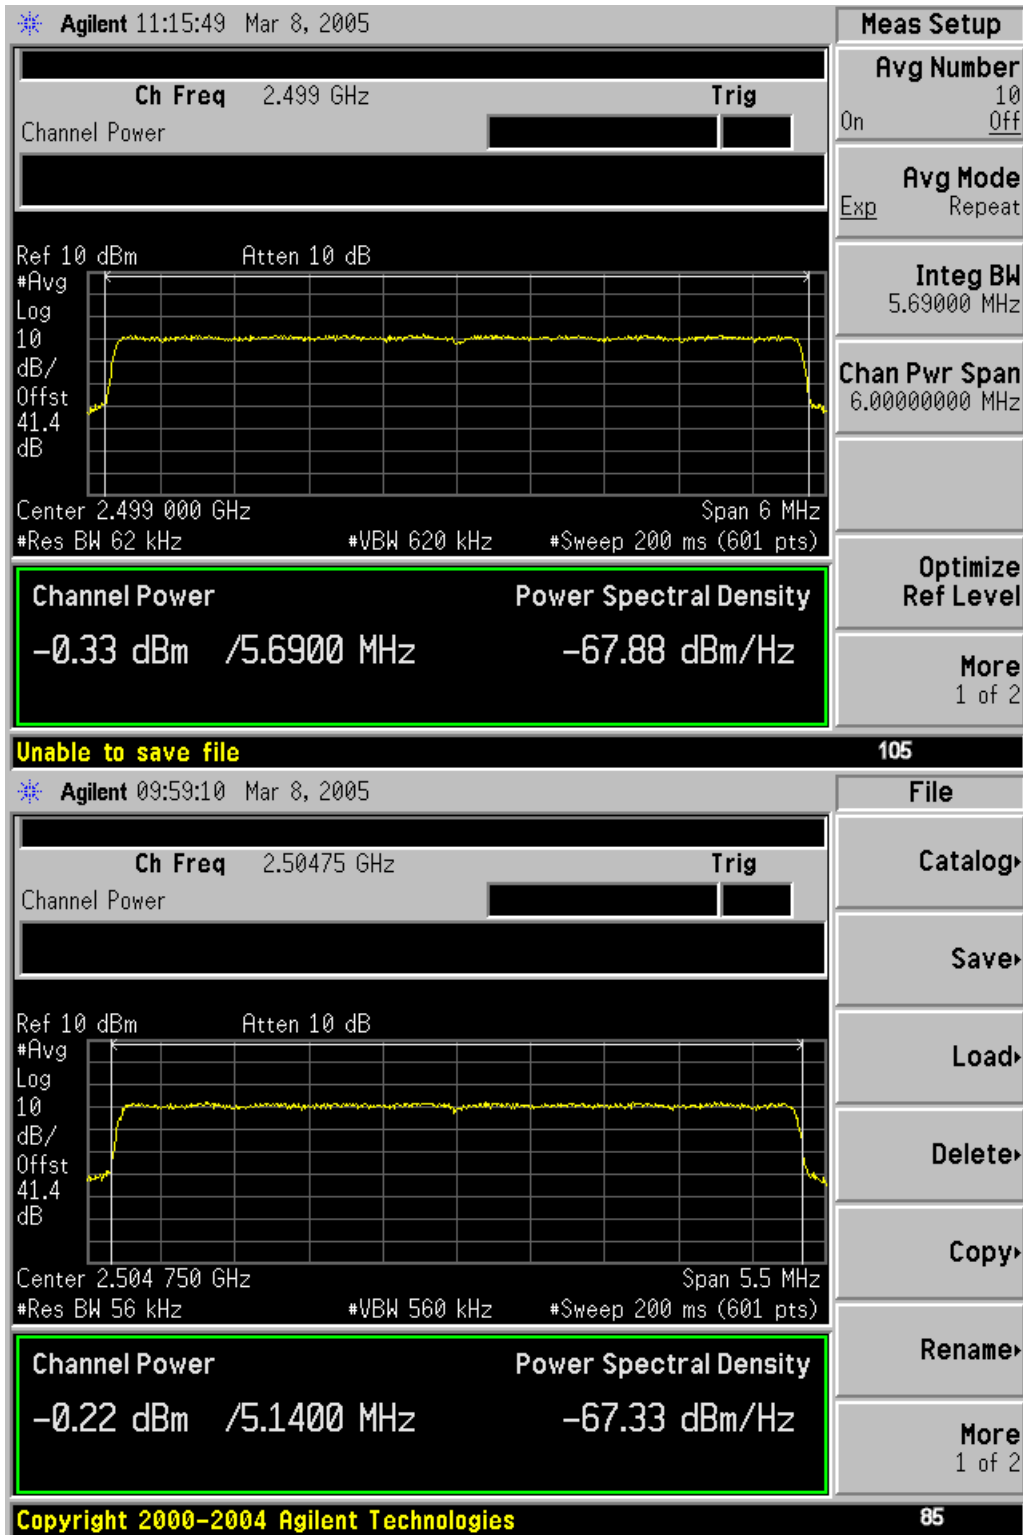 Agilent 11:15:49 Mar 8, 2005
Meas Setup
Ch Freq 2.499 GHz Trig
Channel Power
Avg Number
10
On Off
Avg Mode
Exp Repeat
Integ BW
5.69000 MHz
Chan Pwr Span
6.00000000 MHz
Optimize
Ref Level
More
1 of 2
Ref 10 dBm Atten 10 dB
#Avg
Log
10
dB/
Offst
41.4
dB
Center 2.499 000 GHz Span 6 MHz
#Res BW 62 kHz #VBW 620 kHz #Sweep 200 ms (601 pts)
Channel Power Power Spectral Density
-0.33 dBm /5.6900 MHz -67.88 dBm/Hz
Unable to save file 105
Agilent 09:59:10 Mar 8, 2005
File
Ch Freq 2.50475 GHz Trig
Channel Power
Catalog
Save
Load
Delete
Copy
Rename
More
1 of 2
Ref 10 dBm Atten 10 dB
#Avg
Log
10
dB/
Offst
41.4
dB
Center 2.504 750 GHz Span 5.5 MHz
#Res BW 56 kHz #VBW 560 kHz #Sweep 200 ms (601 pts)
Channel Power Power Spectral Density
-0.22 dBm /5.1400 MHz -67.33 dBm/Hz
Copyright 2000-2004 Agilent Technologies 85